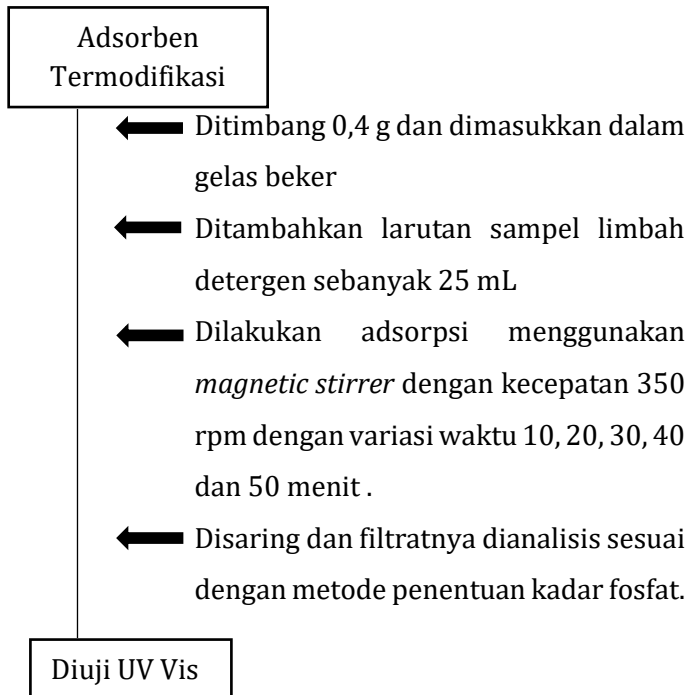 Adsorben
Termodifikasi
Ditimbang 0,4 g dan dimasukkan dalam
gelas beker
Ditambahkan larutan sampel limbah
detergen sebanyak 25 mL
Dilakukan adsorpsi menggunakan
magnetic stirrer dengan kecepatan 350
rpm dengan variasi waktu 10, 20, 30, 40
dan 50 menit .
Disaring dan filtratnya dianalisis sesuai
dengan metode penentuan kadar fosfat.
Diuji UV Vis